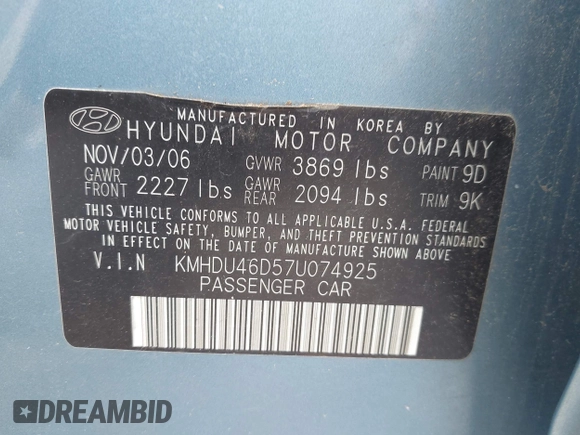 MANUFACTURED IN KOREA BY
HYUNDAI MOTOR COMPANY
NOV/03/06 GVWR 3869 lbs PAINT 9D
GAWR FRONT 2227 lbs GAWR REAR 2094 lbs TRIM 9K
THIS VEHICLE CONFORMS TO ALL APPLICABLE U.S.A. FEDERAL
MOTOR VEHICLE SAFETY, BUMPER, AND THEFT PREVENTION STANDARDS
IN EFFECT ON THE DATE OF MANUFACTURE SHOWN ABOVE.
V.I.N KMHDU46D57U074925
PASSENGER CAR
DREAMBID